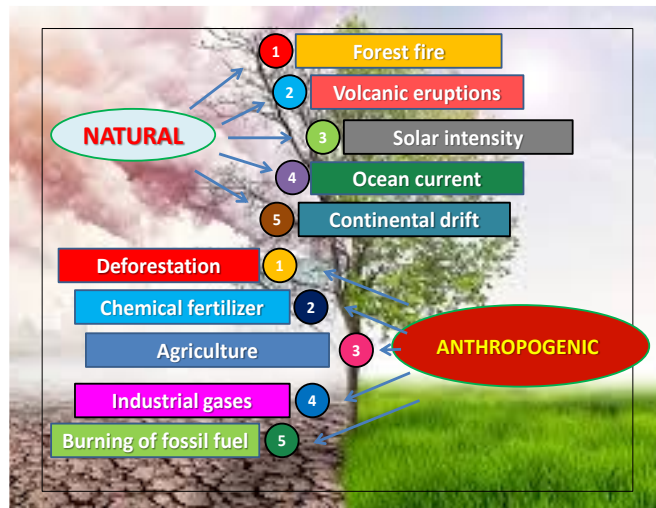 1 Forest fire
2 Volcanic eruptions
NATURAL
3 Solar intensity
4 Ocean current
5 Continental drift
Deforestation 1
Chemical fertilizer 2
Agriculture 3
ANTHROPOGENIC
Industrial gases 4
Burning of fossil fuel 5